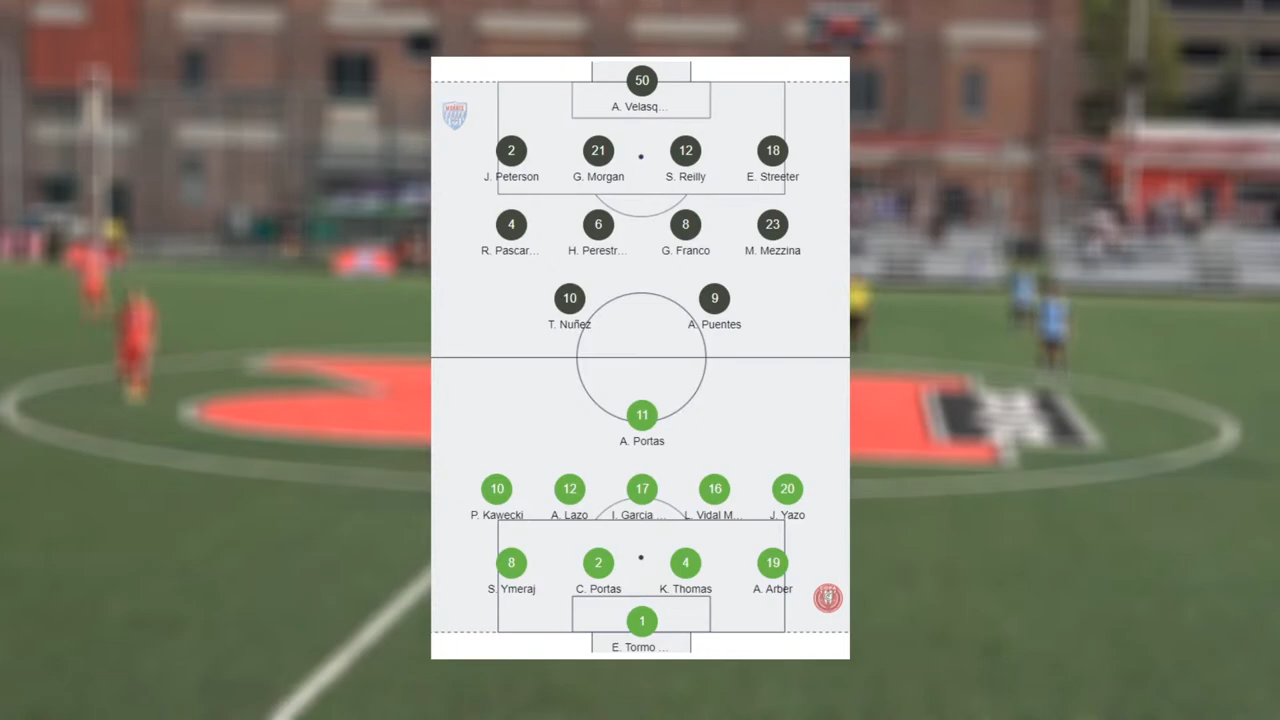 50
A. Velasq...
2 21 12 18
J. Peterson G. Morgan S. Reilly E. Streeter
4 6 8 23
R. Pascar... H. Perestr... G. Franco M. Mezzina
10 9
T. Nuñez A. Puentes
11
A. Portas
10 12 17 16 20
P. Kawecki A. Lazo I. Garcia ... L. Vidal M... J. Yazo
8 2 4 19
S. Ymeraj C. Portas K. Thomas A. Arber
1
E. Tormo ...